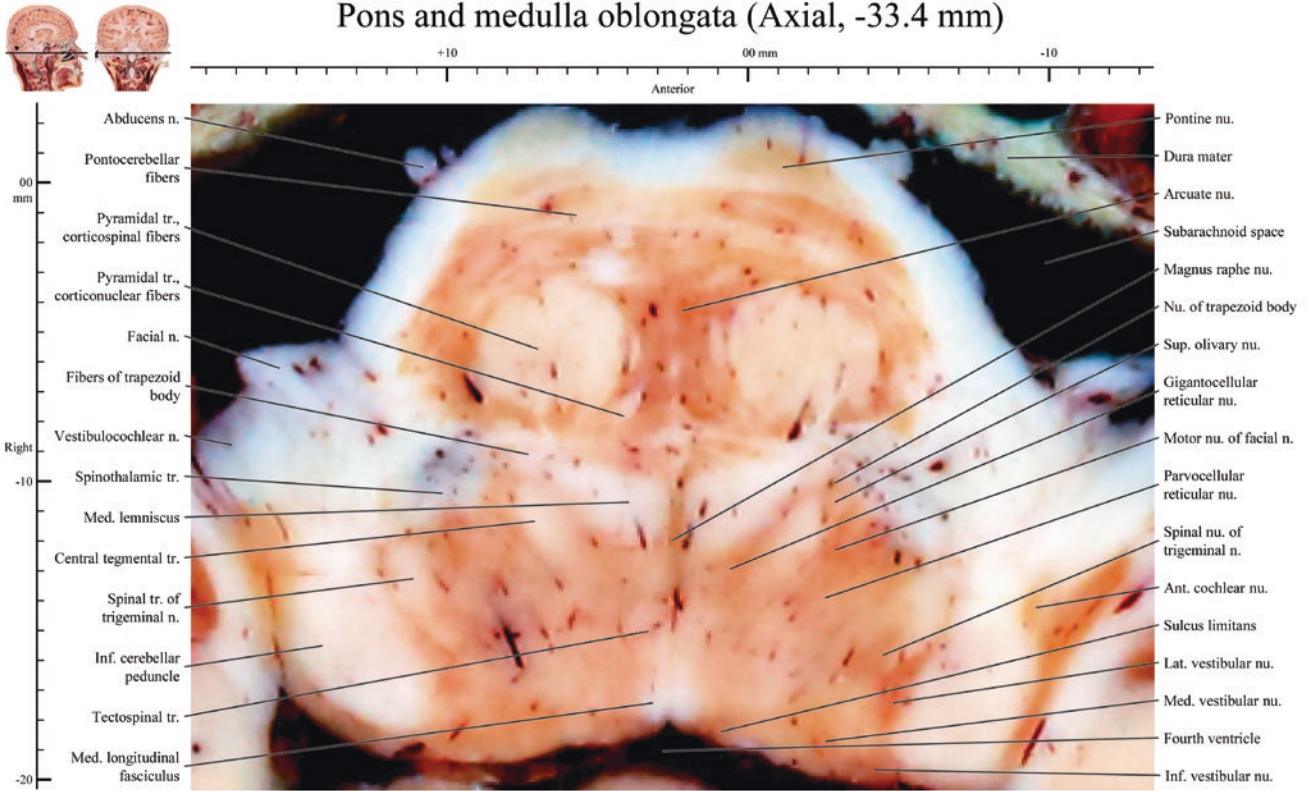 Pons and medulla oblongata (Axial, -33.4 mm)
+10
00 mm
-10
Anterior
Abducens n.
Pontocerebellar
fibers
00
mm
Pyramidal tr.,
corticospinal fibers
Pyramidal tr.,
corticonuclear fibers
Facial n.
Fibers of trapezoid
body
Vestibulocochlear n.
Right
Spinothalamic tr.
-10
Med. lemniscus
Central tegmental tr.
Spinal tr. of
trigeminal n.
Inf. cerebellar
peduncle
Tectospinal tr.
Med. longitudinal
fasciculus
-20
Pontine nu.
Dura mater
Arcuate nu.
Subarachnoid space
Magnus raphe nu.
Nu. of trapezoid body
Sup. olivary nu.
Gigantocellular
reticular nu.
Motor nu. of facial n.
Parvocellular
reticular nu.
Spinal nu. of
trigeminal n.
Ant. cochlear nu.
Sulcus limitans
Lat. vestibular nu.
Med. vestibular nu.
Fourth ventricle
Inf. vestibular nu.